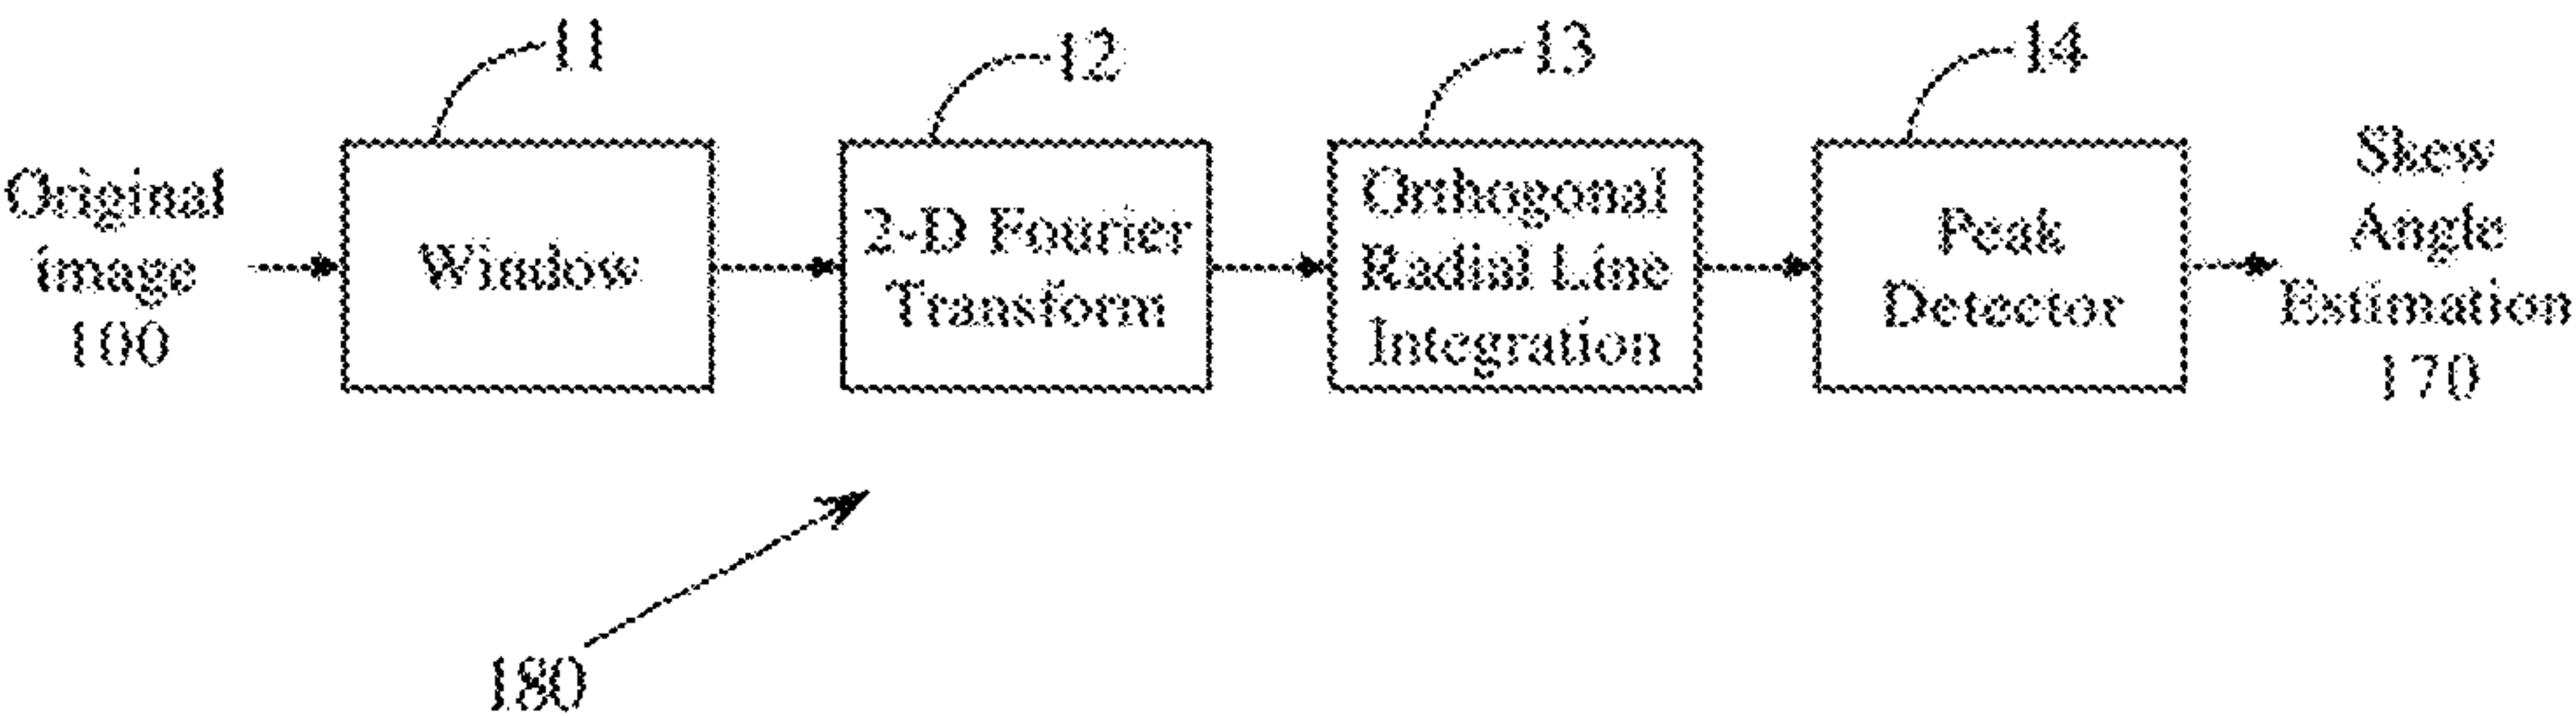 11
12
13
14
Original
image
100
Window
2-D Fourier
Transform
Orthogonal
Radial Line
Integration
Peak
Detector
Skew
Angle
Estimation
170
180